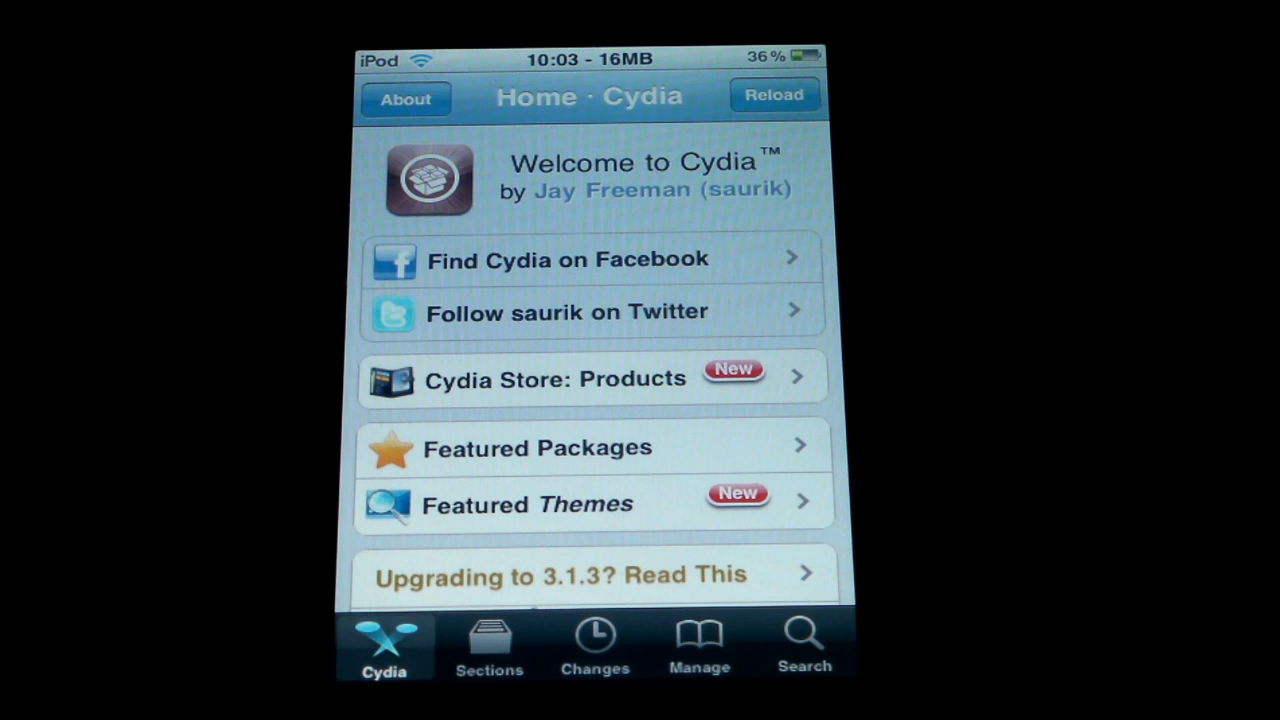 iPod 10:03 - 16MB 36%
About Home · Cydia Reload
Welcome to Cydia™
by Jay Freeman (saurik)
Find Cydia on Facebook
Follow saurik on Twitter
Cydia Store: Products New
Featured Packages
Featured Themes New
Upgrading to 3.1.3? Read This
Cydia Sections Changes Manage Search